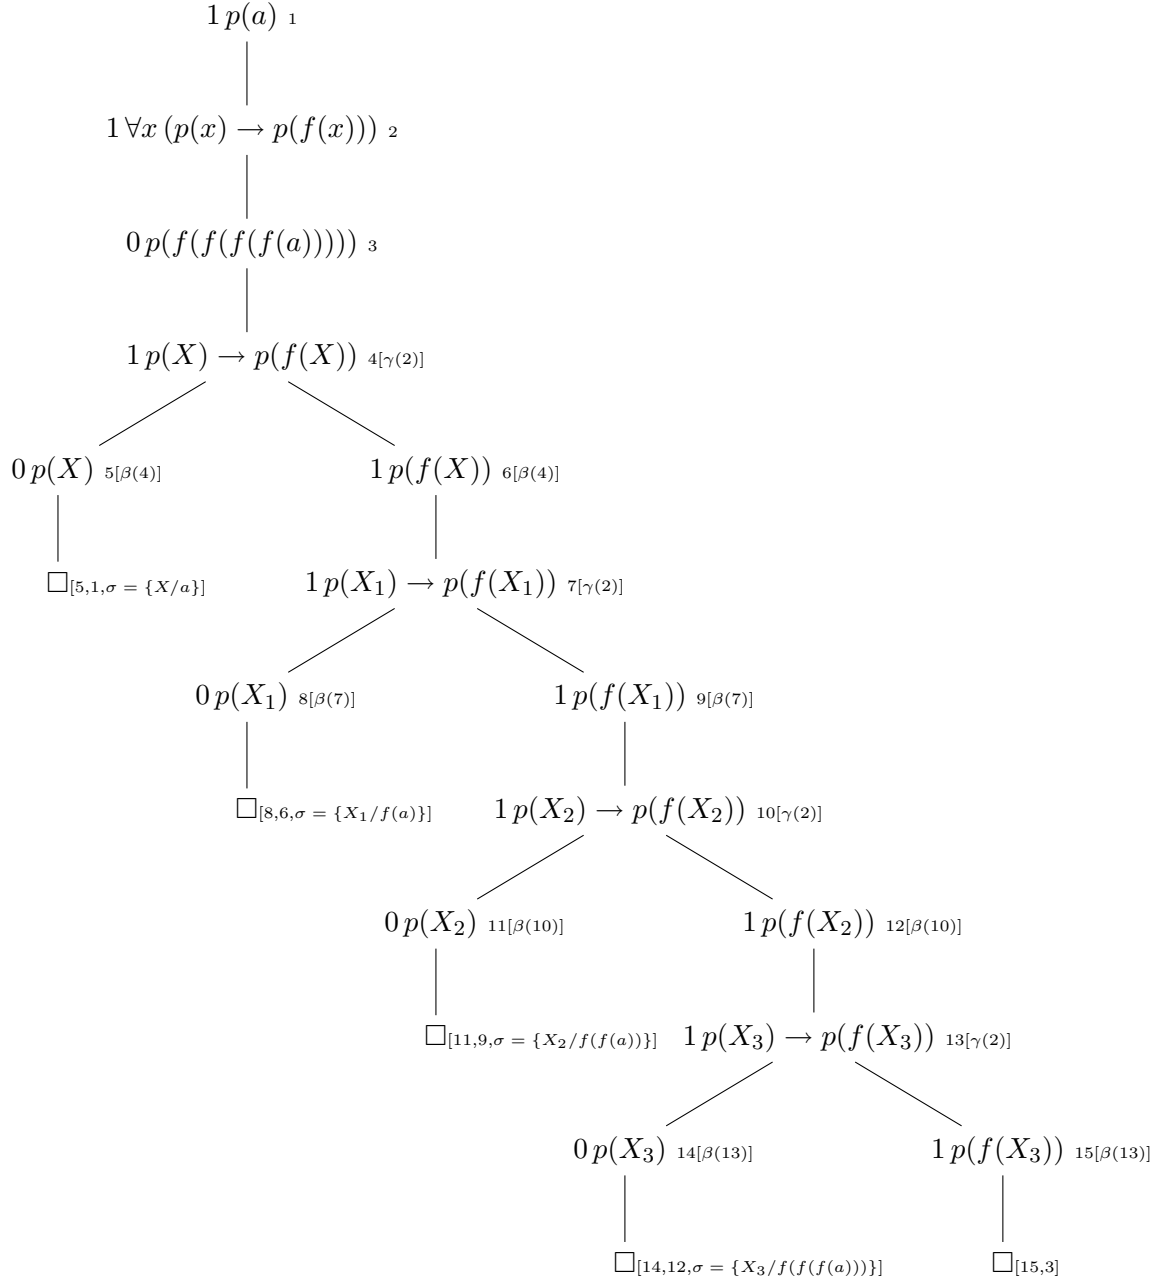 1 p(a) 1
1 ∀x (p(x) → p(f(x))) 2
0 p(f(f(f(f(a))))) 3
1 p(X) → p(f(X)) 4[γ(2)]
0 p(X) 5[β(4)]
1 p(f(X)) 6[β(4)]
□[5,1,σ = {X/a}]
1 p(X₁) → p(f(X₁)) 7[γ(2)]
0 p(X₁) 8[β(7)]
1 p(f(X₁)) 9[β(7)]
□[8,6,σ = {X₁/f(a)}]
1 p(X₂) → p(f(X₂)) 10[γ(2)]
0 p(X₂) 11[β(10)]
1 p(f(X₂)) 12[β(10)]
□[11,9,σ = {X₂/f(f(a))}]
1 p(X₃) → p(f(X₃)) 13[γ(2)]
0 p(X₃) 14[β(13)]
1 p(f(X₃)) 15[β(13)]
□[14,12,σ = {X₃/f(f(f(a)))}]
□[15,3]